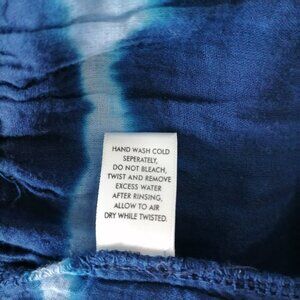 HAND WASH COLD
SEPERATELY,
DO NOT BLEACH,
TWIST AND REMOVE
EXCESS WATER
AFTER RINSING,
ALLOW TO AIR
DRY WHILE TWISTED.